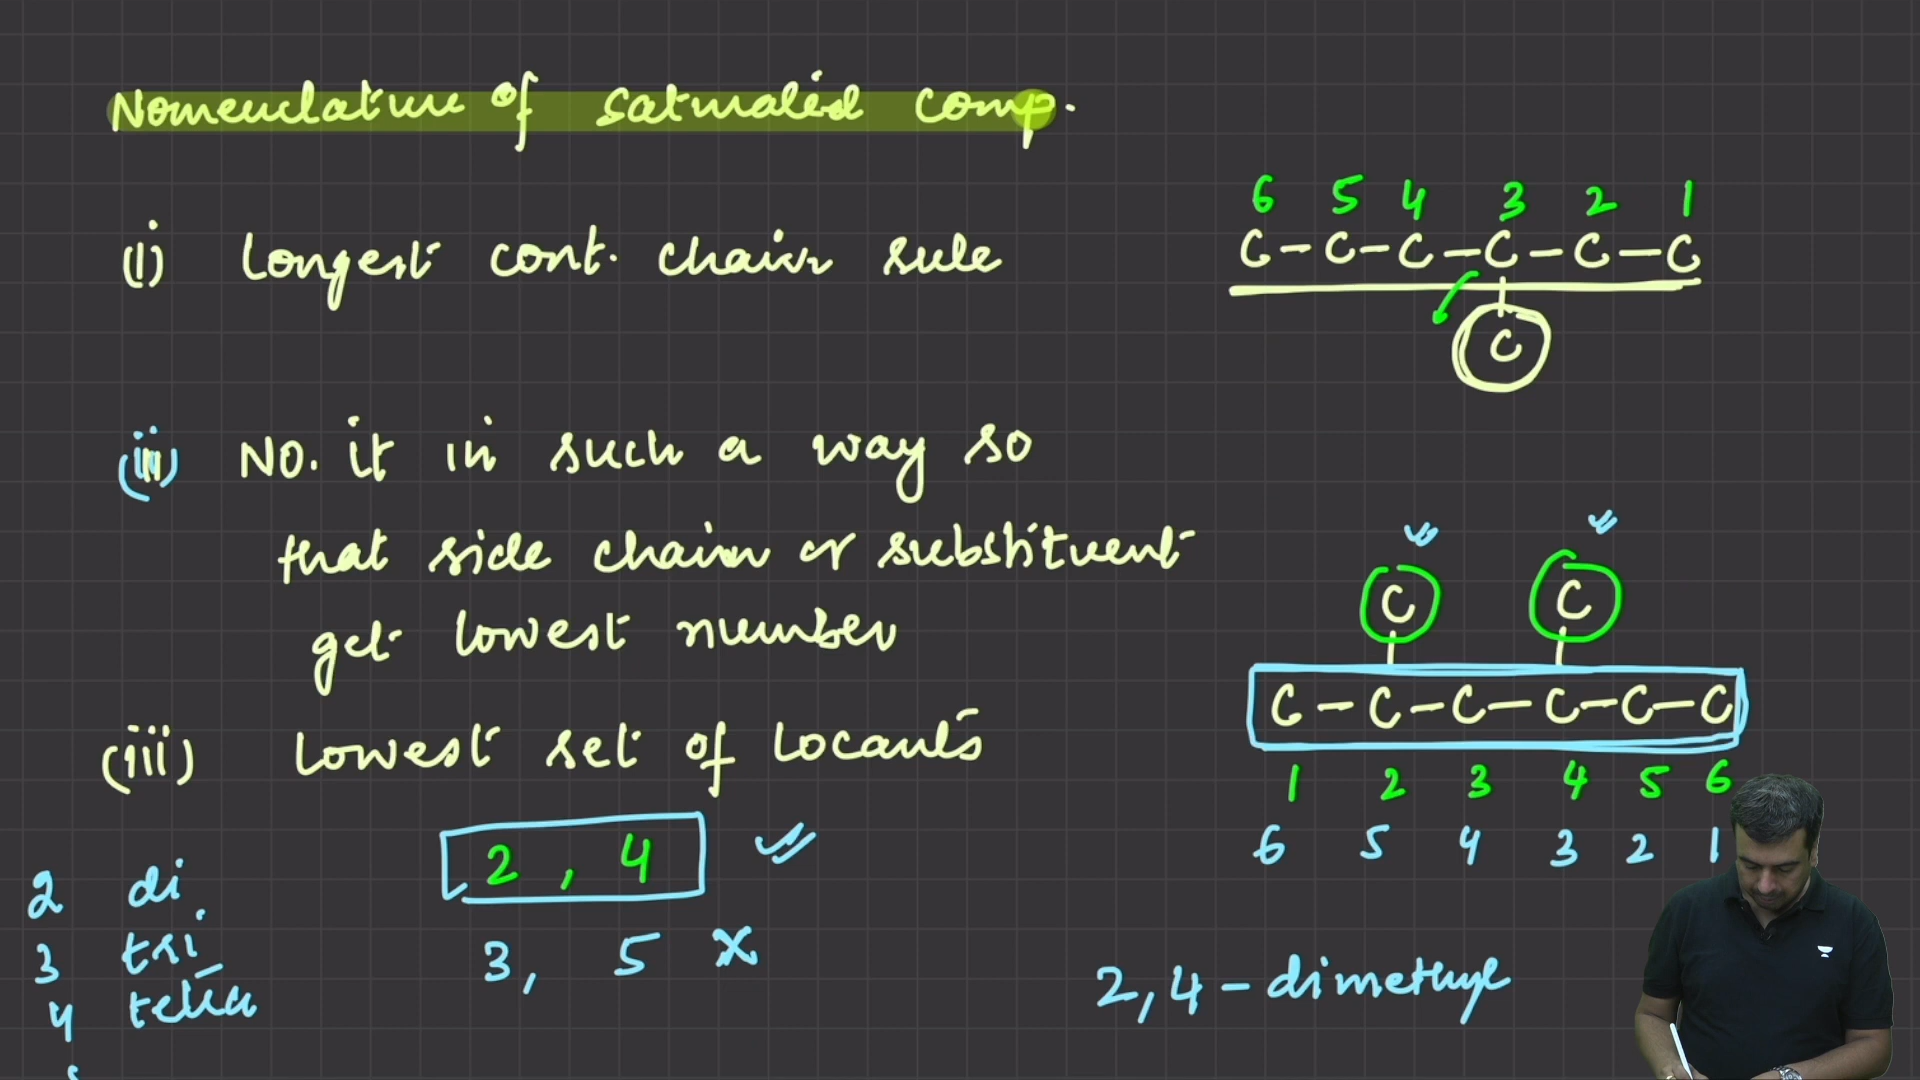 Nomenclature of saturated comp.
6 5 4 3 2 1
(i) Longest cont. chain rule
C - C - C - C - C - C
C
(ii) NO. it in such a way so
that side chain or substituent
C C
get lowest number
C - C - C - C - C - C
(iii) Lowest set of Locants
1 2 3 4 5 6
6 5 4 3 2 1
2 , 4
2 di
3 tri
3, 5 x
2,4 - dimethyl
4 tetra